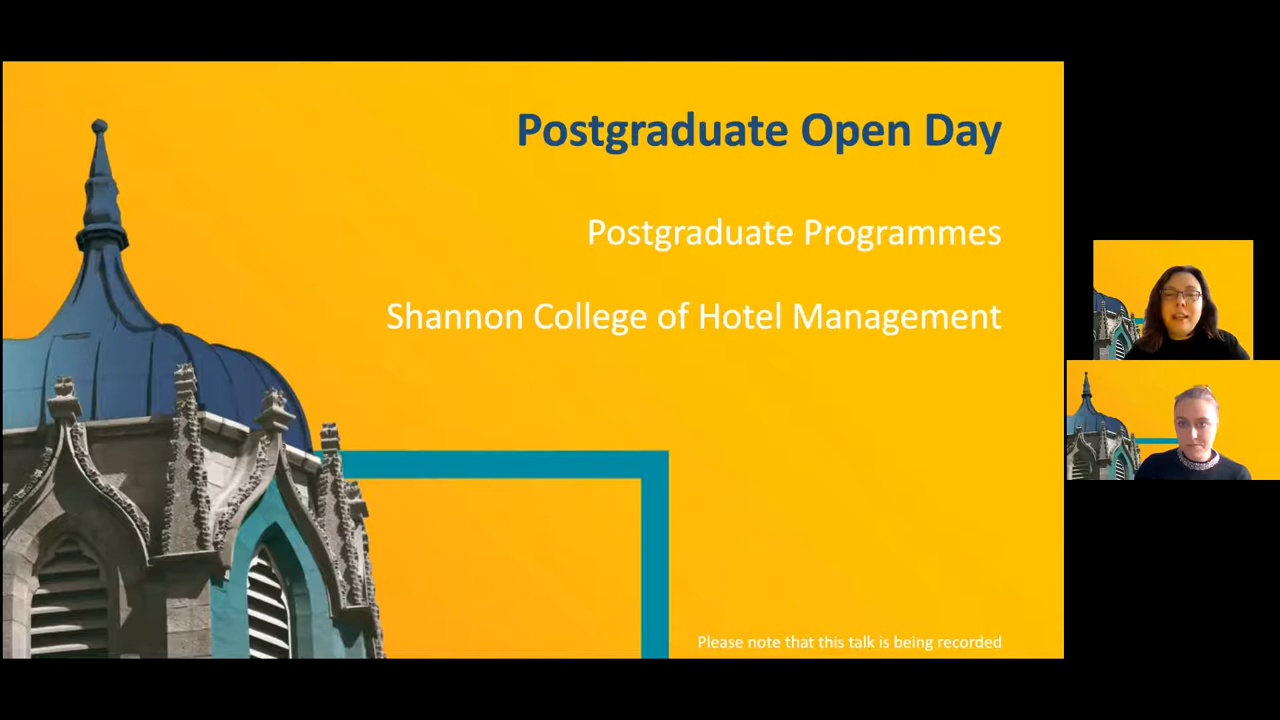 Postgraduate Open Day
Postgraduate Programmes
Shannon College of Hotel Management
Please note that this talk is being recorded